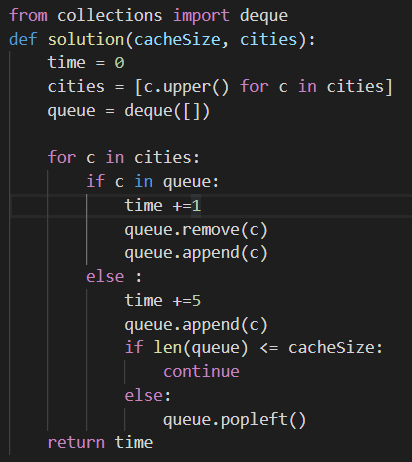 from collections import deque
def solution(cacheSize, cities):
    time = 0
    cities = [c.upper() for c in cities]
    queue = deque([])

    for c in cities:
        if c in queue:
            time +=1
            queue.remove(c)
            queue.append(c)
        else :
            time +=5
            queue.append(c)
            if len(queue) <= cacheSize:
                continue
            else:
                queue.popleft()
    return time